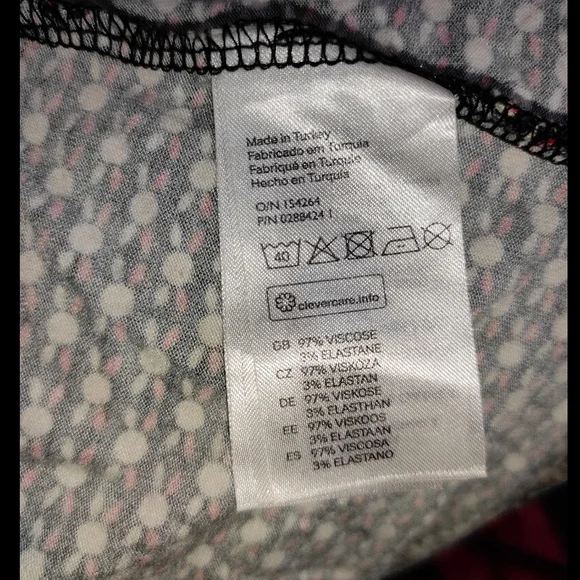 Made in Turkey
Fabricado em Turquia
Fabriqué en Turquie
Hecho en Turquía
O/N 154264
P/N 0288424 1
40
clevercare.info
GB 97% VISCOSE
3% ELASTANE
CZ 97% VISKOZA
3% ELASTAN
DE 97% VISKOSE
3% ELASTHAN
EE 97% VISKOOS
3% ELASTAAN
ES 97% VISCOSA
3% ELASTANO